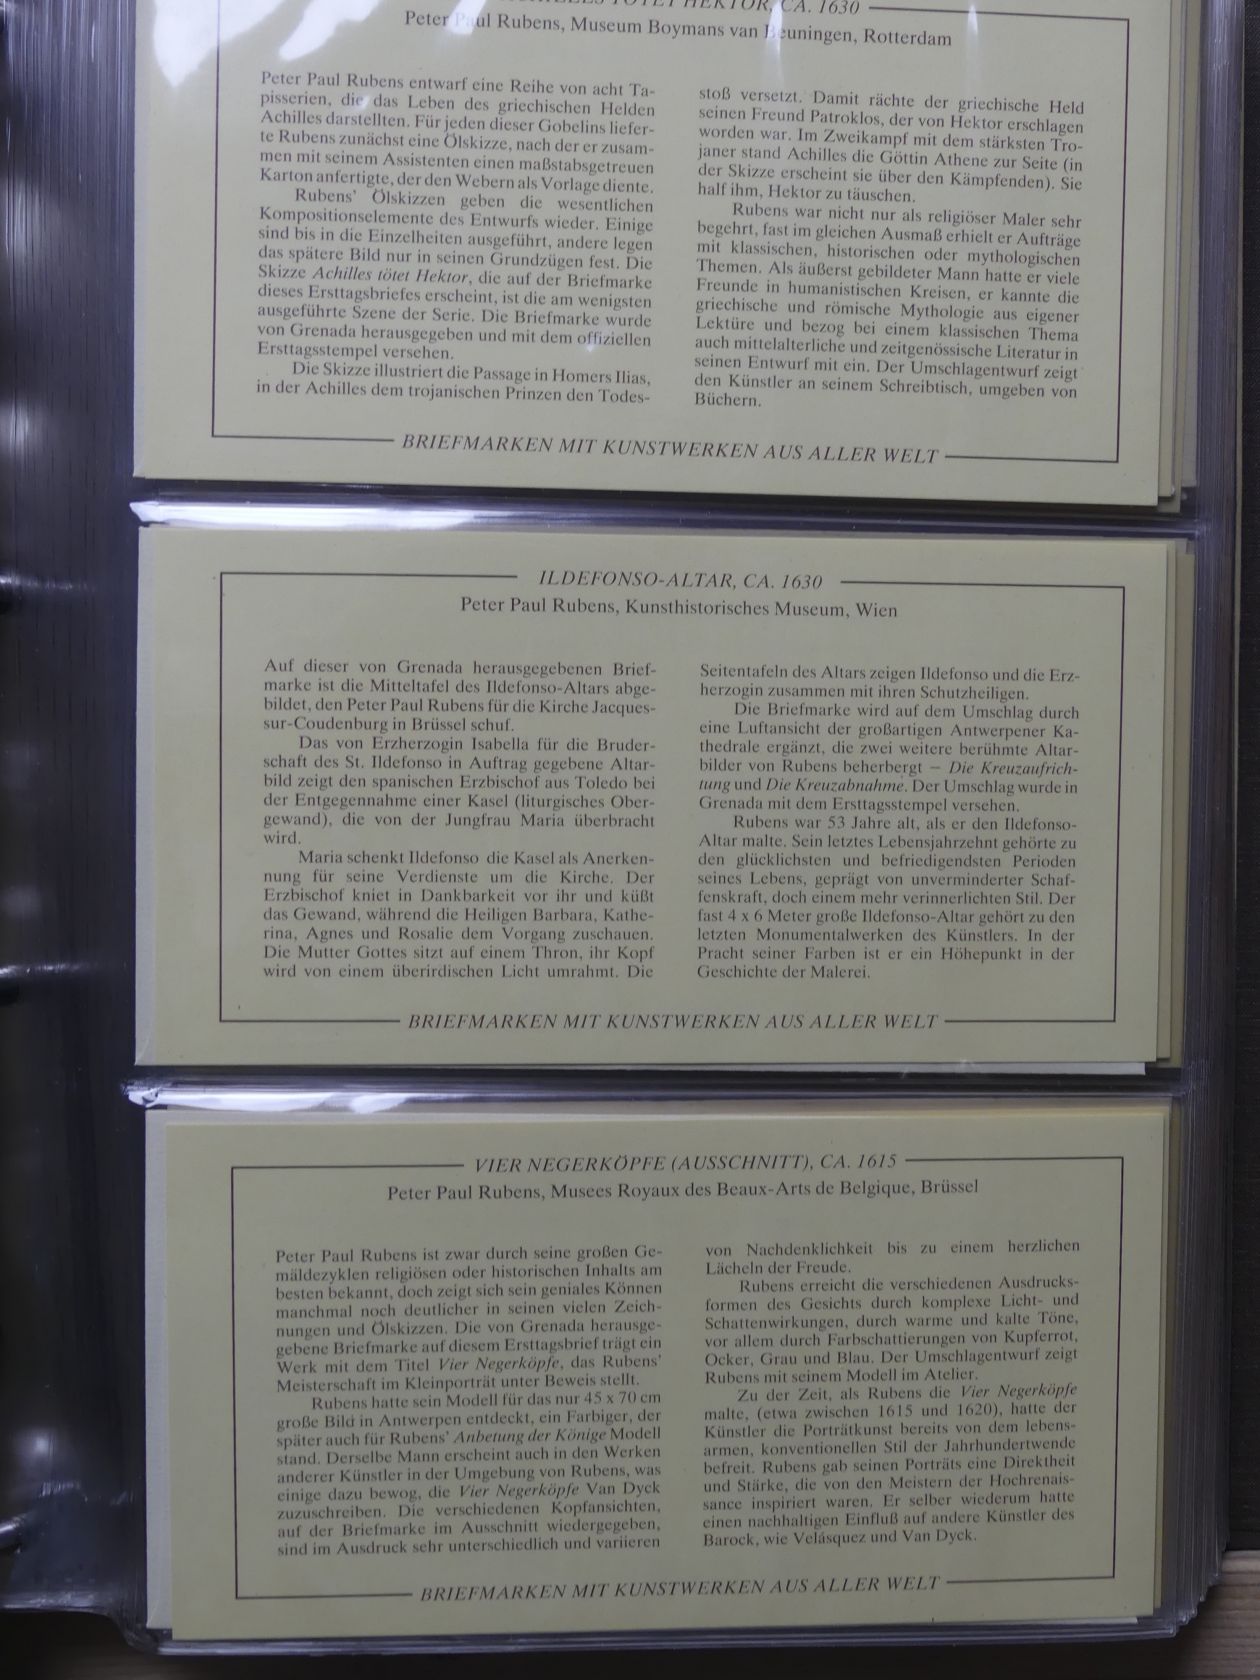 TÖTET HEKTOR, CA. 1630
Peter Paul Rubens, Museum Boymans van Beuningen, Rotterdam
Peter Paul Rubens entwarf eine Reihe von acht Ta-
pisserien, die das Leben des griechischen Helden
Achilles darstellten. Für jeden dieser Gobelins liefer-
te Rubens zunächst eine Ölskizze, nach der er zusam-
men mit seinem Assistenten einen maßstabsgetreuen
Karton anfertigte, der den Webern als Vorlage diente.
Rubens' Ölskizzen geben die wesentlichen
Kompositionselemente des Entwurfs wieder. Einige
sind bis in die Einzelheiten ausgeführt, andere legen
das spätere Bild nur in seinen Grundzügen fest. Die
Skizze Achilles tötet Hektor, die auf der Briefmarke
dieses Ersttagsbriefes erscheint, ist die am wenigsten
ausgeführte Szene der Serie. Die Briefmarke wurde
von Grenada herausgegeben und mit dem offiziellen
Ersttagsstempel versehen.
Die Skizze illustriert die Passage in Homers Ilias,
in der Achilles dem trojanischen Prinzen den Todes-
stoß versetzt. Damit rächte der griechische Held
seinen Freund Patroklos, der von Hektor erschlagen
worden war. Im Zweikampf mit dem stärksten Tro-
janer stand Achilles die Göttin Athene zur Seite (in
der Skizze erscheint sie über den Kämpfenden). Sie
half ihm, Hektor zu täuschen.
Rubens war nicht nur als religiöser Maler sehr
begehrt, fast im gleichen Ausmaß erhielt er Aufträge
mit klassischen, historischen oder mythologischen
Themen. Als äußerst gebildeter Mann hatte er viele
Freunde in humanistischen Kreisen, er kannte die
griechische und römische Mythologie aus eigener
Lektüre und bezog bei einem klassischen Thema
auch mittelalterliche und zeitgenössische Literatur in
seinen Entwurf mit ein. Der Umschlagentwurf zeigt
den Künstler an seinem Schreibtisch, umgeben von
Büchern.
BRIEFMARKEN MIT KUNSTWERKEN AUS ALLER WELT
ILDEFONSO-ALTAR, CA. 1630
Peter Paul Rubens, Kunsthistorisches Museum, Wien
Auf dieser von Grenada herausgegebenen Brief-
marke ist die Mitteltafel des Ildefonso-Altars abge-
bildet, den Peter Paul Rubens für die Kirche Jacques-
sur-Coudenburg in Brüssel schuf.
Das von Erzherzogin Isabella für die Bruder-
schaft des St. Ildefonso in Auftrag gegebene Altar-
bild zeigt den spanischen Erzbischof aus Toledo bei
der Entgegennahme einer Kasel (liturgisches Ober-
gewand), die von der Jungfrau Maria überbracht
wird.
Maria schenkt Ildefonso die Kasel als Anerken-
nung für seine Verdienste um die Kirche. Der
Erzbischof kniet in Dankbarkeit vor ihr und küßt
das Gewand, während die Heiligen Barbara, Kathe-
rina, Agnes und Rosalie dem Vorgang zuschauen.
Die Mutter Gottes sitzt auf einem Thron, ihr Kopf
wird von einem überirdischen Licht umrahmt. Die
Seitentafeln des Altars zeigen Ildefonso und die Erz-
herzogin zusammen mit ihren Schutzheiligen.
Die Briefmarke wird auf dem Umschlag durch
eine Luftansicht der großartigen Antwerpener Ka-
thedrale ergänzt, die zwei weitere berühmte Altar-
bilder von Rubens beherbergt – Die Kreuzaufrich-
tung und Die Kreuzabnahme. Der Umschlag wurde in
Grenada mit dem Ersttagsstempel versehen.
Rubens war 53 Jahre alt, als er den Ildefonso-
Altar malte. Sein letztes Lebensjahrzehnt gehörte zu
den glücklichsten und befriedigendsten Perioden
seines Lebens, geprägt von unverminderter Schaf-
fenskraft, doch einem mehr verinnerlichten Stil. Der
fast 4 x 6 Meter große Ildefonso-Altar gehört zu den
letzten Monumentalwerken des Künstlers. In der
Pracht seiner Farben ist er ein Höhepunkt in der
Geschichte der Malerei.
BRIEFMARKEN MIT KUNSTWERKEN AUS ALLER WELT
VIER NEGERKÖPFE (AUSSCHNITT), CA. 1615
Peter Paul Rubens, Musees Royaux des Beaux-Arts de Belgique, Brüssel
Peter Paul Rubens ist zwar durch seine großen Ge-
mäldezyklen religiösen oder historischen Inhalts am
besten bekannt, doch zeigt sich sein geniales Können
manchmal noch deutlicher in seinen vielen Zeich-
nungen und Ölskizzen. Die von Grenada herausge-
gebene Briefmarke auf diesem Ersttagsbrief trägt ein
Werk mit dem Titel Vier Negerköpfe, das Rubens'
Meisterschaft im Kleinporträt unter Beweis stellt.
Rubens hatte sein Modell für das nur 45 x 70 cm
große Bild in Antwerpen entdeckt, ein Farbiger, der
später auch für Rubens' Anbetung der Könige Modell
stand. Derselbe Mann erscheint auch in den Werken
anderer Künstler in der Umgebung von Rubens, was
einige dazu bewog, die Vier Negerköpfe Van Dyck
zuzuschreiben. Die verschiedenen Kopfansichten,
auf der Briefmarke im Ausschnitt wiedergegeben,
sind im Ausdruck sehr unterschiedlich und variieren
von Nachdenklichkeit bis zu einem herzlichen
Lächeln der Freude.
Rubens erreicht die verschiedenen Ausdrucks-
formen des Gesichts durch komplexe Licht- und
Schattenwirkungen, durch warme und kalte Töne,
vor allem durch Farbschattierungen von Kupferrot,
Ocker, Grau und Blau. Der Umschlagentwurf zeigt
Rubens mit seinem Modell im Atelier.
Zu der Zeit, als Rubens die Vier Negerköpfe
malte, (etwa zwischen 1615 und 1620), hatte der
Künstler die Porträtkunst bereits von dem lebens-
armen, konventionellen Stil der Jahrhundertwende
befreit. Rubens gab seinen Porträts eine Direktheit
und Stärke, die von den Meistern der Hochrenais-
sance inspiriert waren. Er selber wiederum hatte
einen nachhaltigen Einfluß auf andere Künstler des
Barock, wie Velásquez und Van Dyck.
BRIEFMARKEN MIT KUNSTWERKEN AUS ALLER WELT